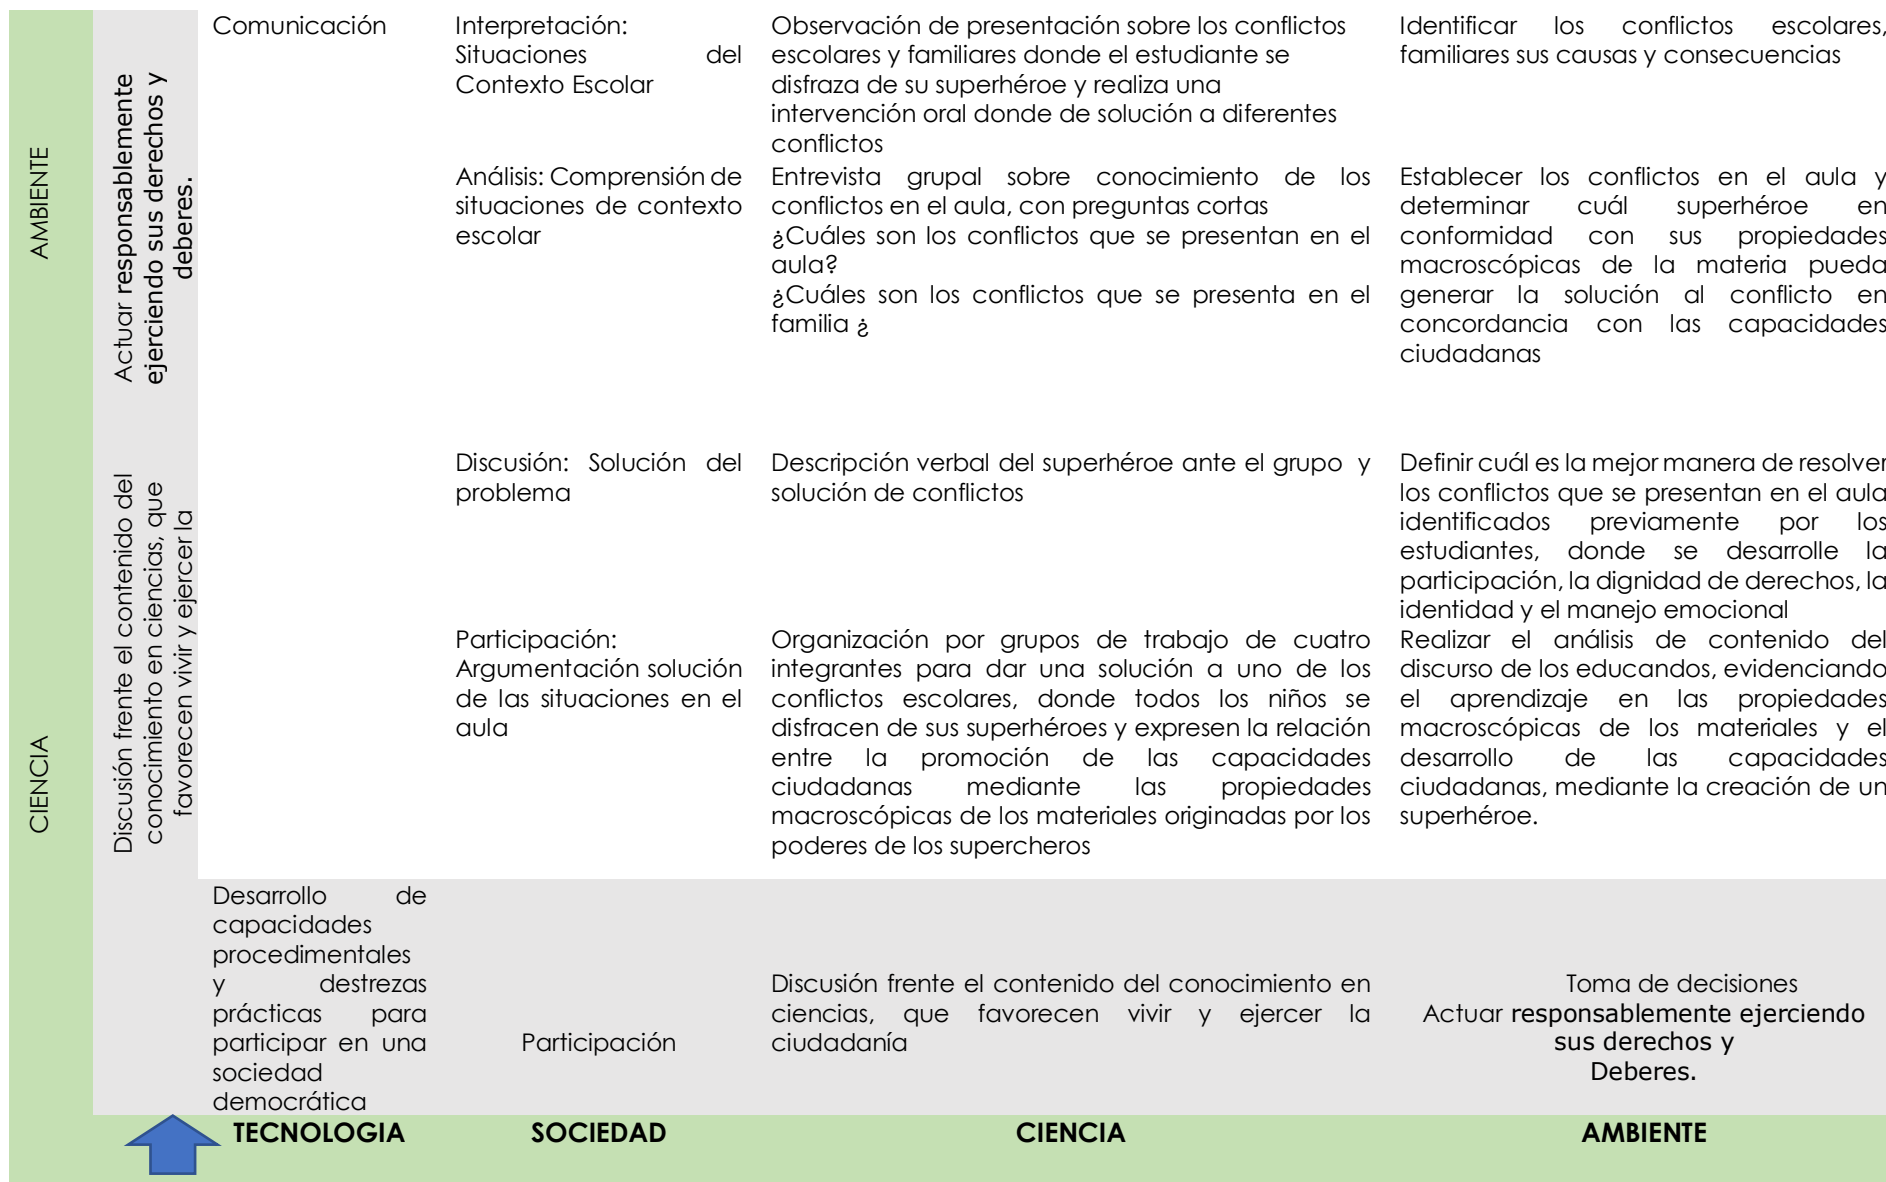 AMBIENTE
Actuar responsablemente
ejerciendo sus derechos y
deberes.
CIENCIA
Discusión frente el contenido del
conocimiento en ciencias, que
favorecen vivir y ejercer la
Comunicación
Interpretación:
Situaciones del
Contexto Escolar
Observación de presentación sobre los conflictos
escolares y familiares donde el estudiante se
disfraza de su superhéroe y realiza una
intervención oral donde de solución a diferentes
conflictos
Identificar los conflictos escolares,
familiares sus causas y consecuencias
Análisis: Comprensión de
situaciones de contexto
escolar
Entrevista grupal sobre conocimiento de los
conflictos en el aula, con preguntas cortas
¿Cuáles son los conflictos que se presentan en el
aula?
¿Cuáles son los conflictos que se presenta en el
familia ¿
Establecer los conflictos en el aula y
determinar cuál superhéroe en
conformidad con sus propiedades
macroscópicas de la materia pueda
generar la solución al conflicto en
concordancia con las capacidades
ciudadanas
Discusión: Solución del
problema
Descripción verbal del superhéroe ante el grupo y
solución de conflictos
Definir cuál es la mejor manera de resolver
los conflictos que se presentan en el aula
identificados previamente por los
estudiantes, donde se desarrolle la
participación, la dignidad de derechos, la
identidad y el manejo emocional
Participación:
Argumentación solución
de las situaciones en el
aula
Organización por grupos de trabajo de cuatro
integrantes para dar una solución a uno de los
conflictos escolares, donde todos los niños se
disfracen de sus superhéroes y expresen la relación
entre la promoción de las capacidades
ciudadanas mediante las propiedades
macroscópicas de los materiales originadas por los
poderes de los supercheros
Realizar el análisis de contenido del
discurso de los educandos, evidenciando
el aprendizaje en las propiedades
macroscópicas de los materiales y el
desarrollo de las capacidades
ciudadanas, mediante la creación de un
superhéroe.
Desarrollo de
capacidades
procedimentales
y destrezas
prácticas para
participar en una
sociedad
democrática
Participación
Discusión frente el contenido del conocimiento en
ciencias, que favorecen vivir y ejercer la
ciudadanía
Toma de decisiones
Actuar responsablemente ejerciendo
sus derechos y
Deberes.
TECNOLOGIA
SOCIEDAD
CIENCIA
AMBIENTE